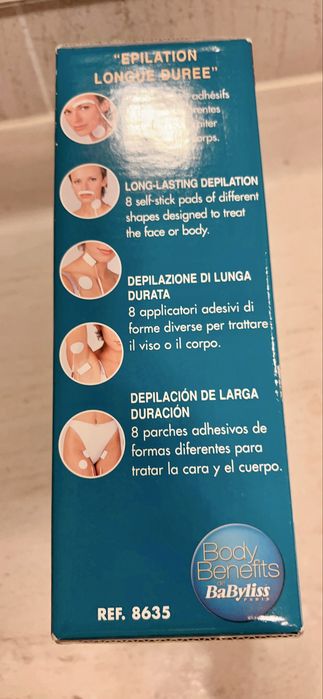 "EPILATION
LONGUE DUREE"
adhésifs
corps.
LONG-LASTING DEPILATION
8 self-stick pads of different
shapes designed to treat
the face or body.
DEPILAZIONE DI LUNGA
DURATA
8 applicatori adesivi di
forme diverse per trattare
il viso o il corpo.
DEPILACIÓN DE LARGA
DURACIÓN
8 parches adhesivos de
formas diferentes para
tratar la cara y el cuerpo.
Body
Benefits
BaByliss
PARIS
REF. 8635